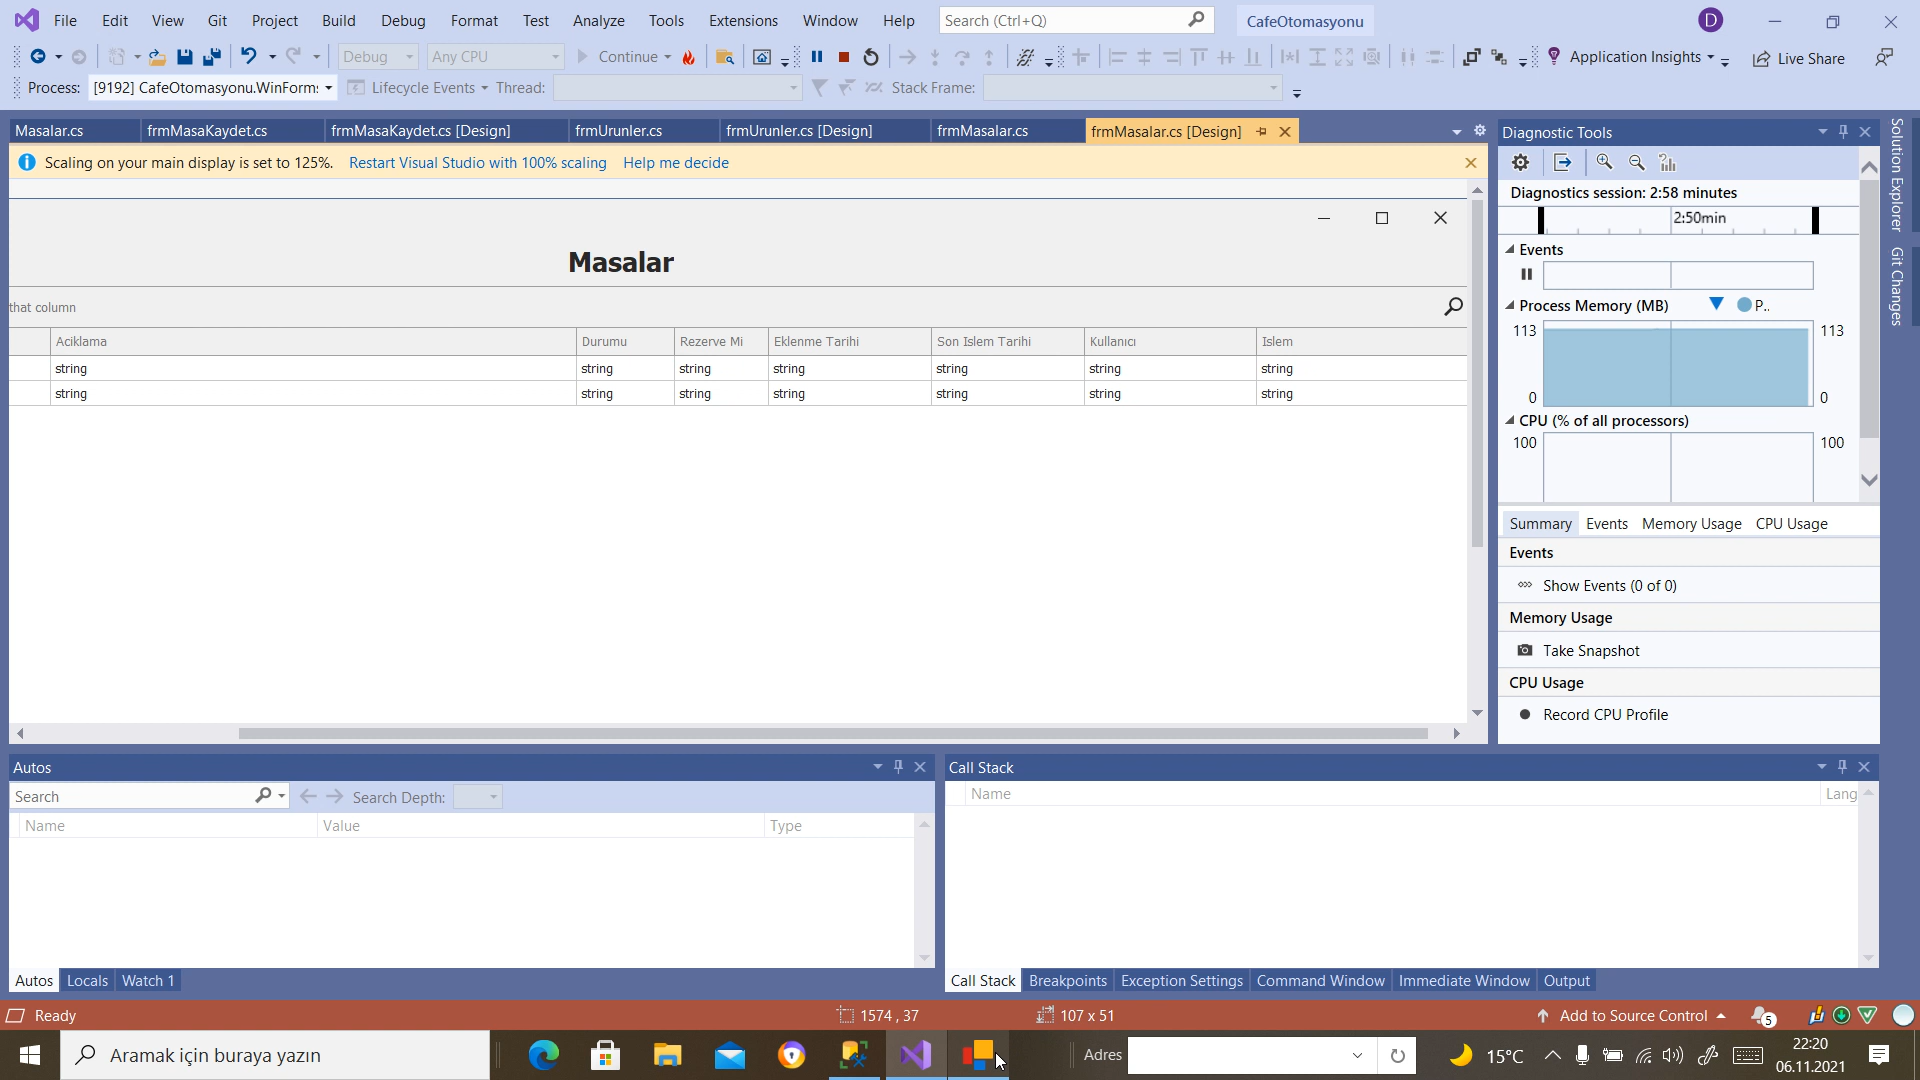 File Edit View Git Project Build Debug Format Test Analyze Tools Extensions Window Help Search (Ctrl+Q) CafeOtomasyonu D
Debug Any CPU Continue Application Insights Live Share
Process: [9192] CafeOtomasyonu.WinForms Lifecycle Events Thread: Stack Frame:
Masalar.cs frmMasaKaydet.cs frmMasaKaydet.cs [Design] frmUrunler.cs frmUrunler.cs [Design] frmMasalar.cs frmMasalar.cs [Design]
Scaling on your main display is set to 125%. Restart Visual Studio with 100% scaling Help me decide
Masalar
that column
Aciklama Durumu Rezerve Mi Eklenme Tarihi Son Islem Tarihi Kullanıcı Islem
string string string string string string string
string string string string string string string
Diagnostic Tools
Diagnostics session: 2:58 minutes
2:50min
Events
Process Memory (MB) P..
113 113
0 0
CPU (% of all processors)
100 100
Summary Events Memory Usage CPU Usage
Events
Show Events (0 of 0)
Memory Usage
Take Snapshot
CPU Usage
Record CPU Profile
Solution Explorer
Git Changes
Autos
Search Search Depth:
Name Value Type
Autos Locals Watch 1
Call Stack
Name Lang
Call Stack Breakpoints Exception Settings Command Window Immediate Window Output
Ready 1574 , 37 107 x 51 Add to Source Control 5
Aramak için buraya yazın Adres 15°C 22:20
06.11.2021